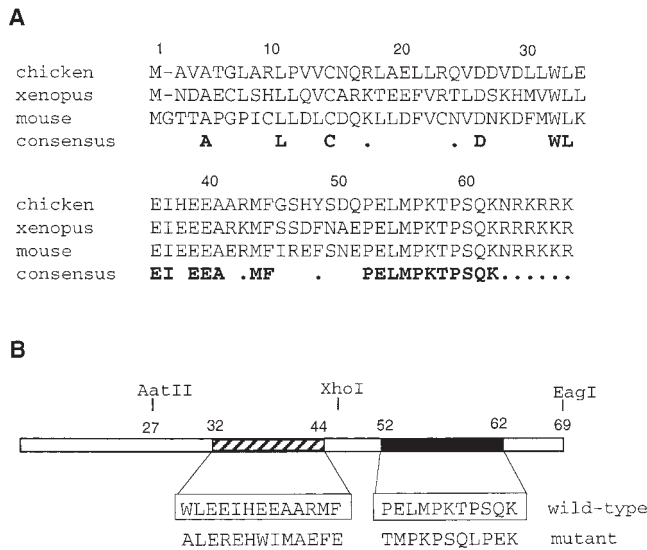 A
1 10 20 30
chicken M-AVATGLARLPVVCNQRLAELLRQVDDVDLLWLE
xenopus M-NDAECLSHLLQVCARKTEEFVRTLDSKHMVWLL
mouse MGTTAPGPICLLDLCDQKLLDFVCNVDNKDFMWLK
consensus A L C . . D WL
40 50 60
chicken EIHEEAARMFGSHYSDQPELMPKTPSQKNRKRRK
xenopus EIEEEARKMFSSDFNAEPELMPKTPSQKRRRKKR
mouse EIEEEAERMFIREFSNEPELMPKTPSQKNRRKKR
consensus EI EEA .MF . PELMPKTPSQK......
B
AatII XhoI EagI
27 32 44 52 62 69
WLEEIHEEAARMF PELMPKTPSQK wild-type
ALEREHWIMAEFE TMPKPSQLPEK mutant